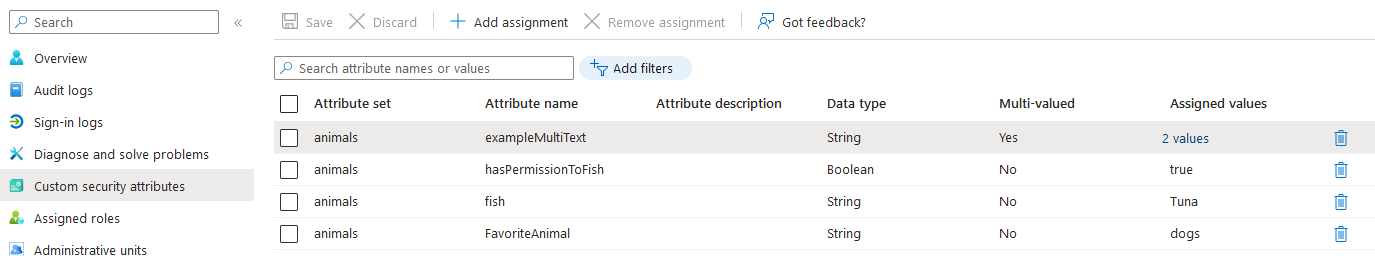 Search «
Overview
Audit logs
Sign-in logs
Diagnose and solve problems
Custom security attributes
Assigned roles
Administrative units
Save Discard Add assignment Remove assignment Got feedback?
Search attribute names or values Add filters
Attribute set Attribute name Attribute description Data type Multi-valued Assigned values
animals exampleMultiText String Yes 2 values
animals hasPermissionToFish Boolean No true
animals fish String No Tuna
animals FavoriteAnimal String No dogs